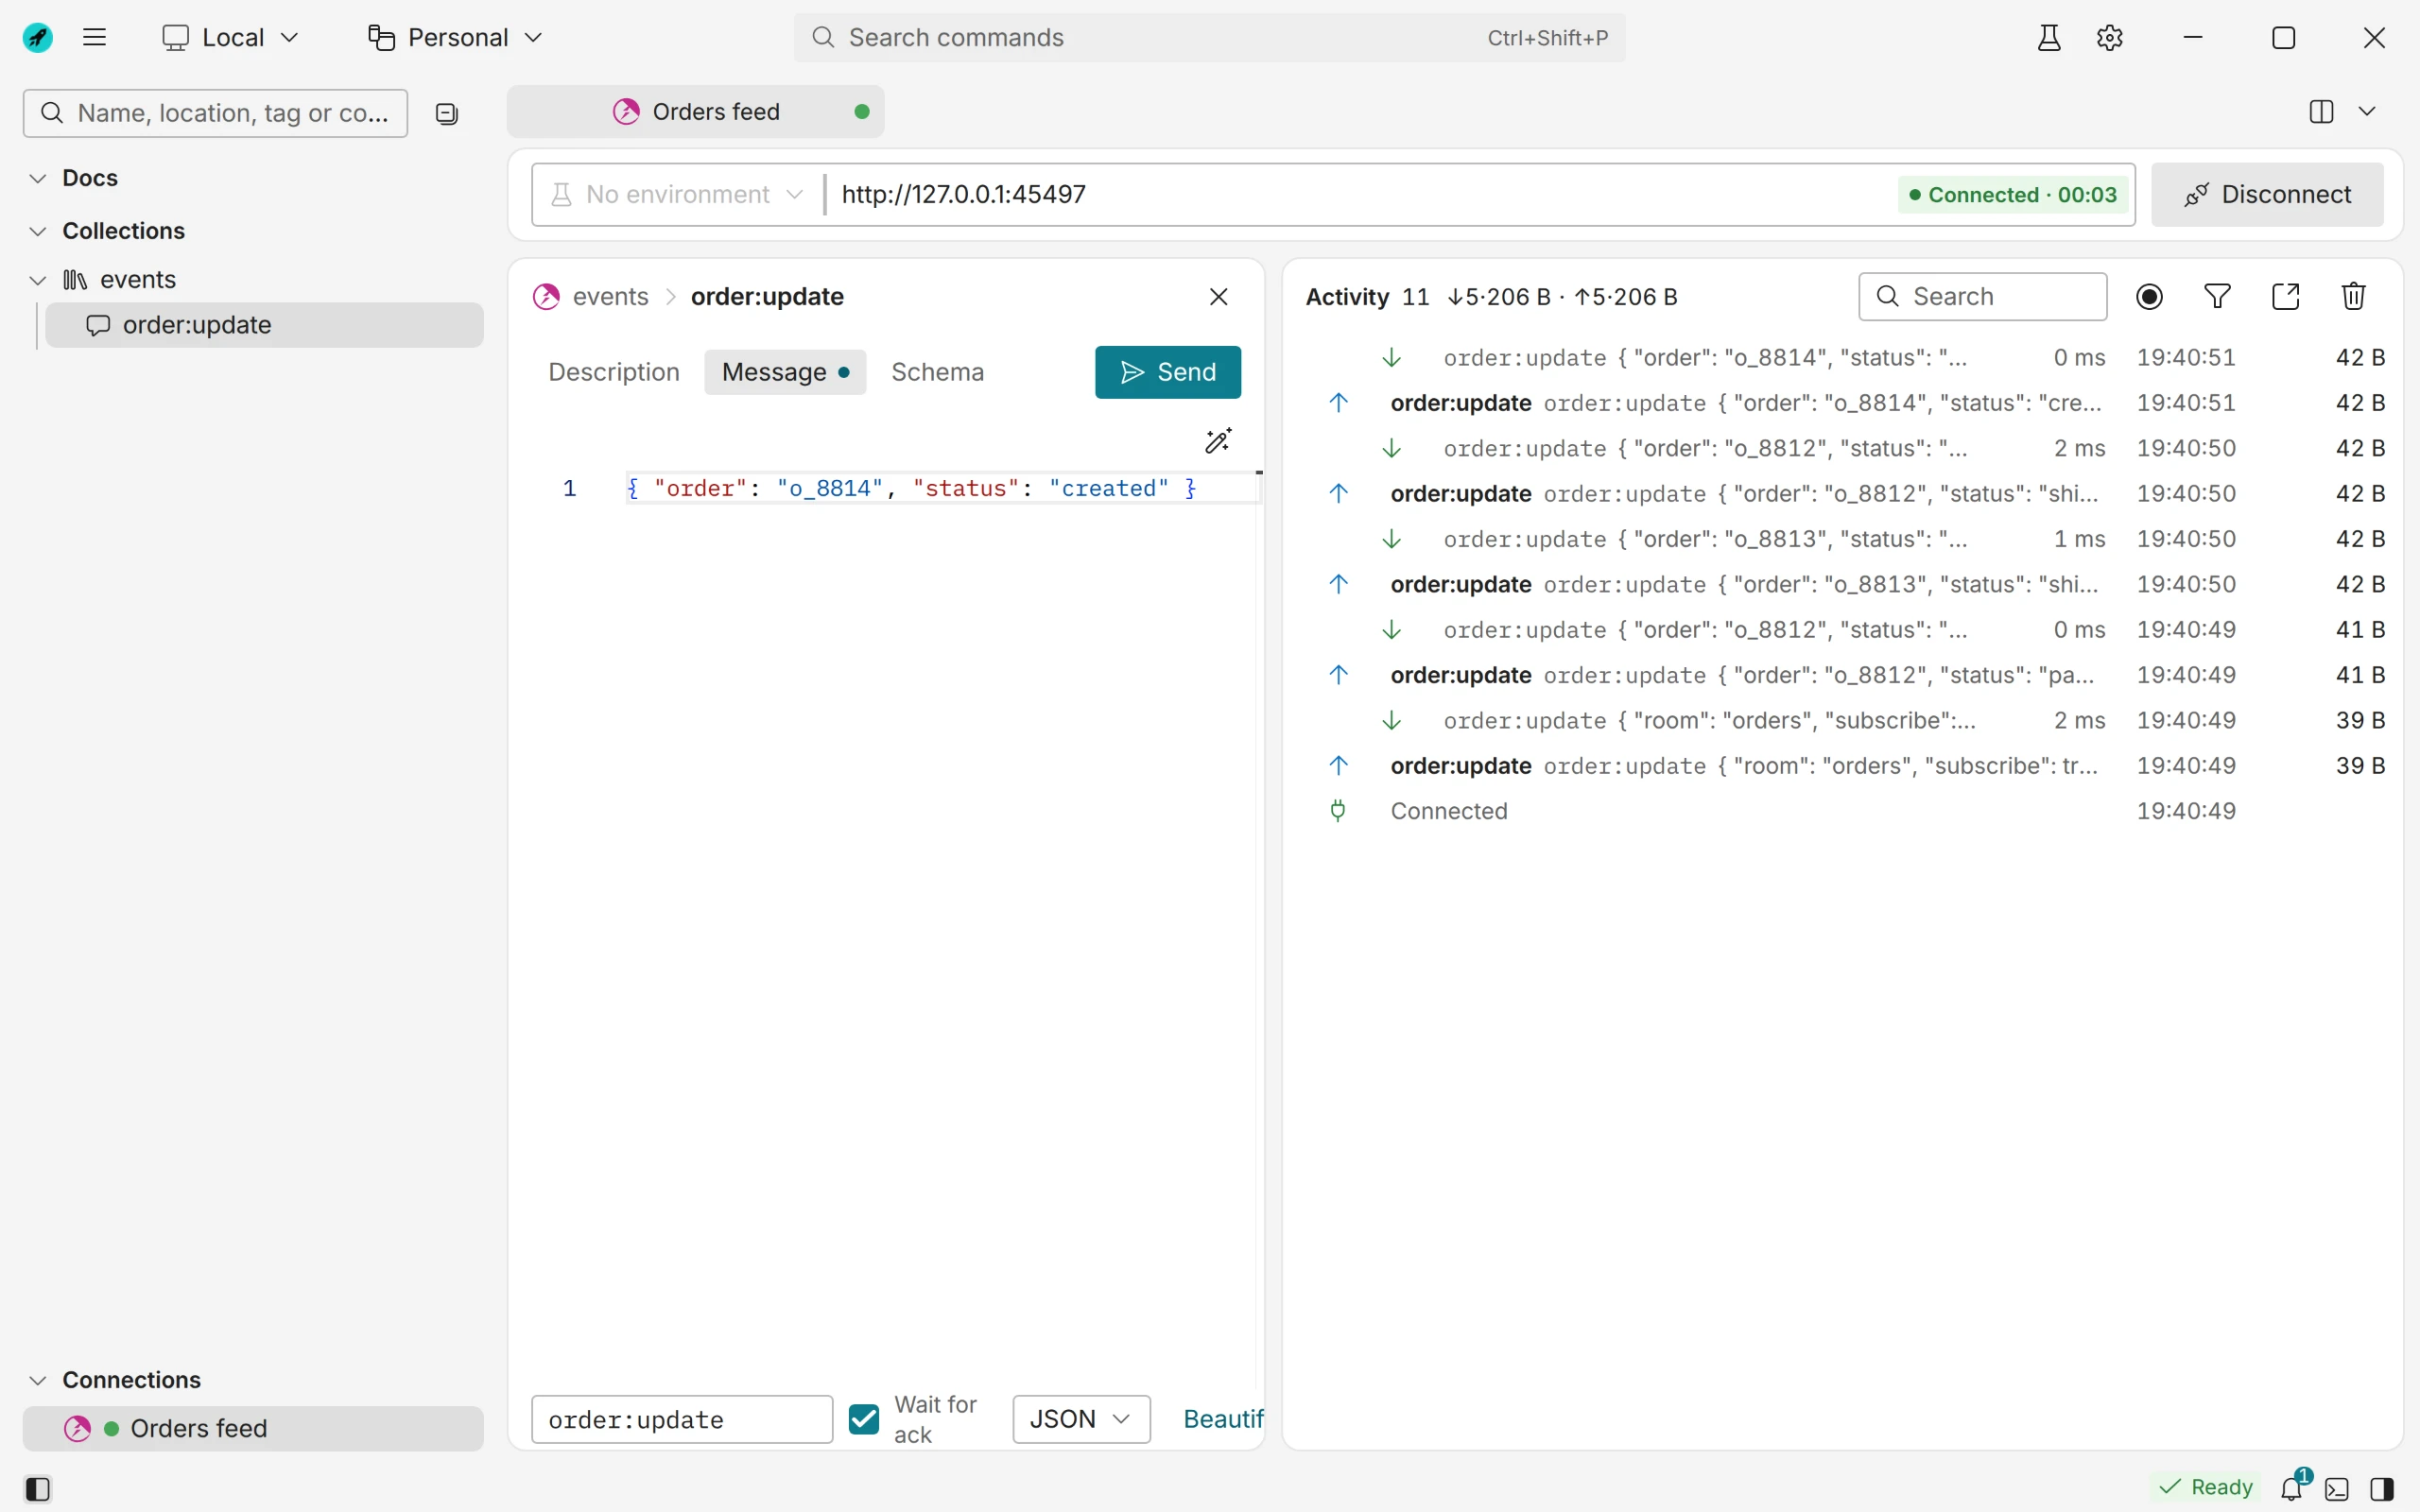 Local
Personal
Search commands
Ctrl+Shift+P
Name, location, tag or co...
Orders feed
Docs
Collections
events
order:update
No environment
http://127.0.0.1:45497
Connected · 00:03
Disconnect
events > order:update
Description
Message
Schema
Send
1
{ "order": "o_8814", "status": "created" }
order:update
Wait for
ack
JSON
Beautif
Activity 11 ↓5·206 B · ↑5·206 B
Search
↓ order:update { "order": "o_8814", "status": "... 0 ms 19:40:51 42 B
↑ order:update order:update { "order": "o_8814", "status": "cre... 19:40:51 42 B
↓ order:update { "order": "o_8812", "status": "... 2 ms 19:40:50 42 B
↑ order:update order:update { "order": "o_8812", "status": "shi... 19:40:50 42 B
↓ order:update { "order": "o_8813", "status": "... 1 ms 19:40:50 42 B
↑ order:update order:update { "order": "o_8813", "status": "shi... 19:40:50 42 B
↓ order:update { "order": "o_8812", "status": "... 0 ms 19:40:49 41 B
↑ order:update order:update { "order": "o_8812", "status": "pa... 19:40:49 41 B
↓ order:update { "room": "orders", "subscribe":... 2 ms 19:40:49 39 B
↑ order:update order:update { "room": "orders", "subscribe": tr... 19:40:49 39 B
Connected 19:40:49
Connections
Orders feed
Ready
1